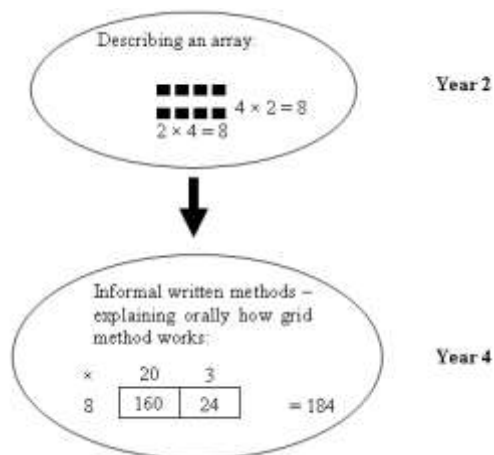 Describing an array:
Year 2
4 × 2 = 8
2 × 4 = 8
Informal written methods –
explaining orally how grid
method works:
Year 4
× 20 3
8 160 24 = 184